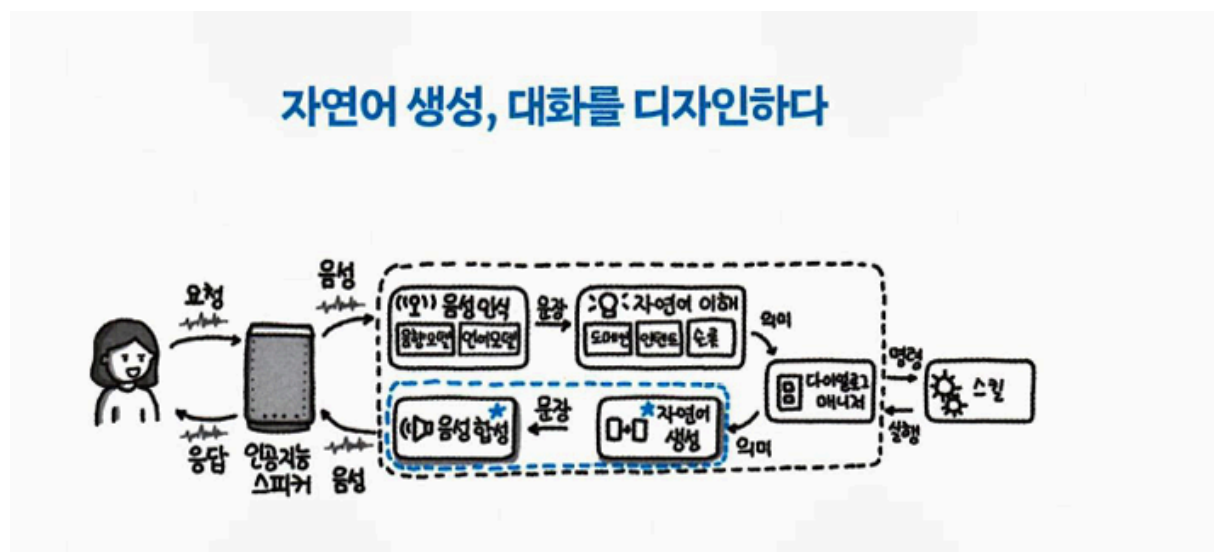 자연어 생성, 대화를 디자인하다
요청
음성
음성인식
음향모델
언어모델
문장
자연어 이해
도메인
인텐트
슬롯
의미
다이얼로그
매니저
명령
스킬
실행
의미
자연어
생성
문장
음성 합성
음성
인공지능
스피커
응답